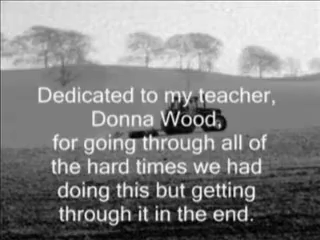 Dedicated to my teacher,
Donna Wood,
for going through all of
the hard times we had
doing this but getting
through it in the end.